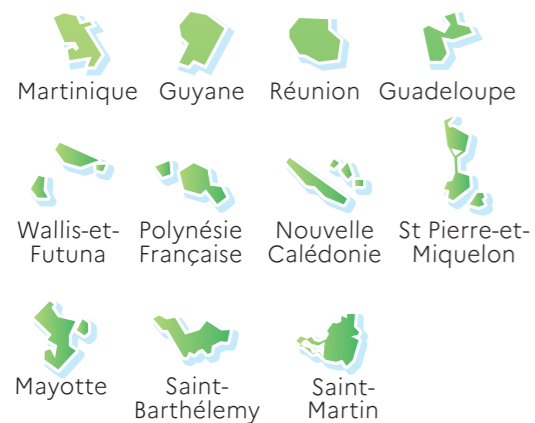 Martinique Guyane Réunion Guadeloupe
Wallis-et- Polynésie Nouvelle St Pierre-et-
Futuna Française Calédonie Miquelon
Mayotte Saint- Saint-
Barthélemy Martin